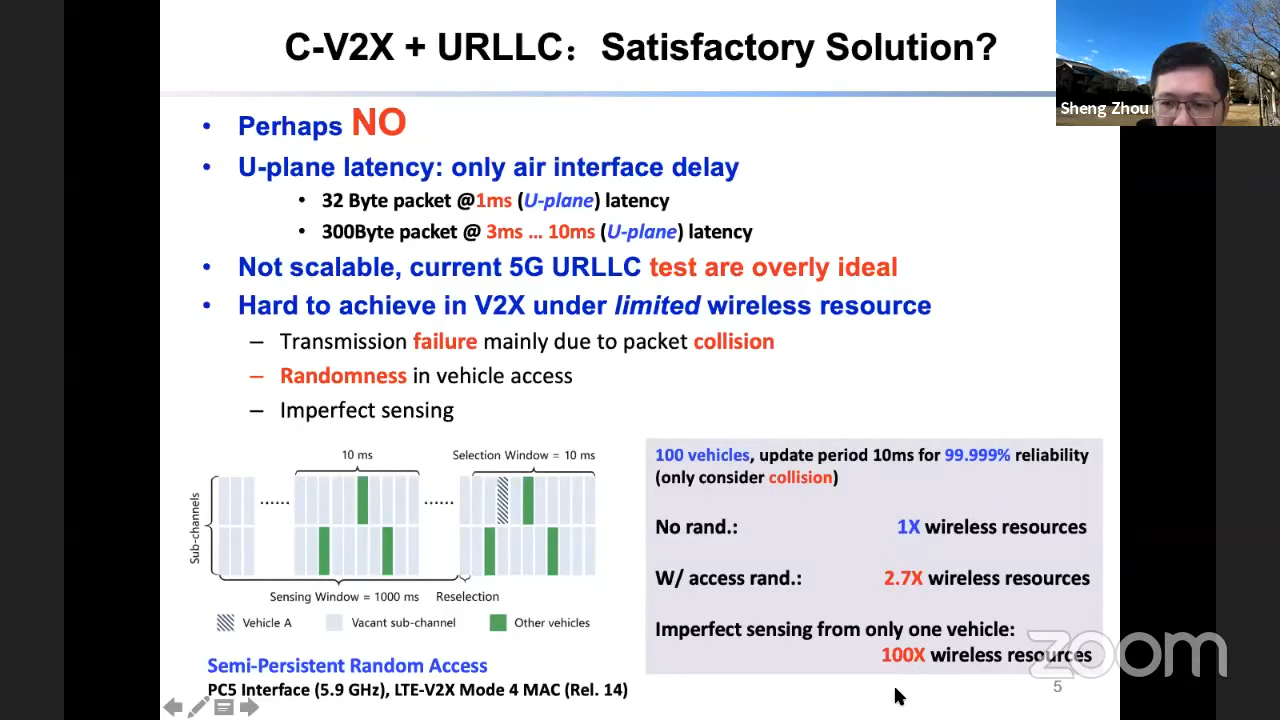 C-V2X + URLLC：Satisfactory Solution?
Sheng Zhou
• Perhaps NO
• U-plane latency: only air interface delay
• 32 Byte packet @1ms (U-plane) latency
• 300Byte packet @ 3ms ... 10ms (U-plane) latency
• Not scalable, current 5G URLLC test are overly ideal
• Hard to achieve in V2X under limited wireless resource
– Transmission failure mainly due to packet collision
– Randomness in vehicle access
– Imperfect sensing
10 ms
Selection Window = 10 ms
Sub-channels
......
......
Sensing Window = 1000 ms
Reselection
Vehicle A
Vacant sub-channel
Other vehicles
Semi-Persistent Random Access
PC5 Interface (5.9 GHz), LTE-V2X Mode 4 MAC (Rel. 14)
100 vehicles, update period 10ms for 99.999% reliability
(only consider collision)
No rand.: 1X wireless resources
W/ access rand.: 2.7X wireless resources
Imperfect sensing from only one vehicle:
100X wireless resources
zoom
5